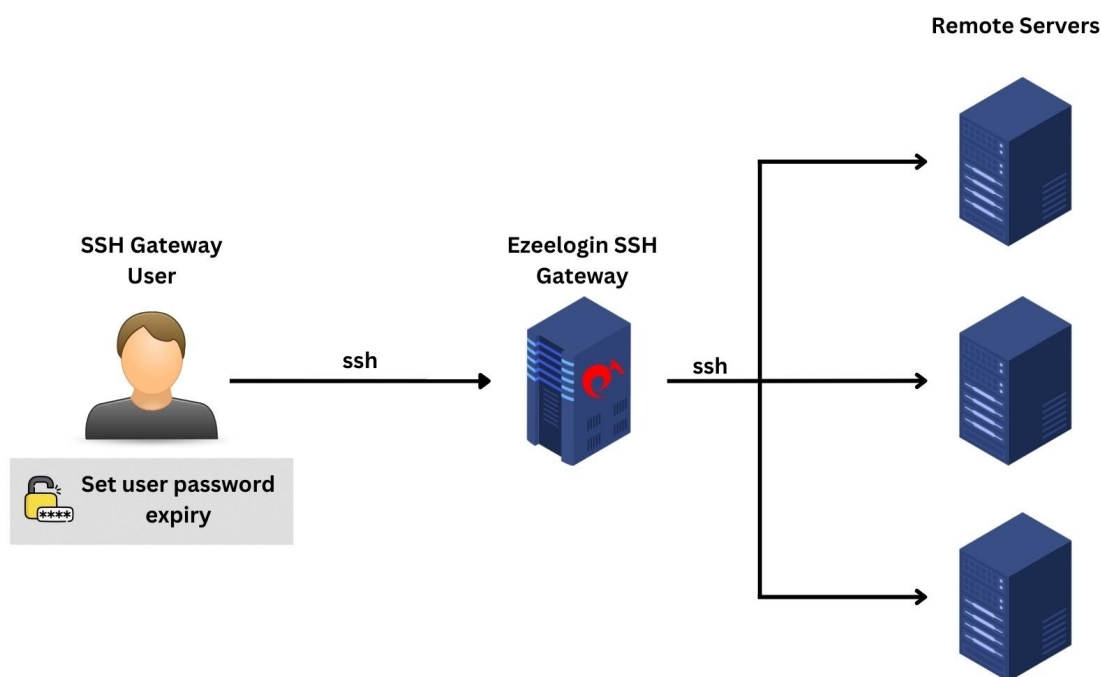 Remote Servers
SSH Gateway
User
Ezeelogin SSH
Gateway
ssh
ssh
Set user password
expiry
****